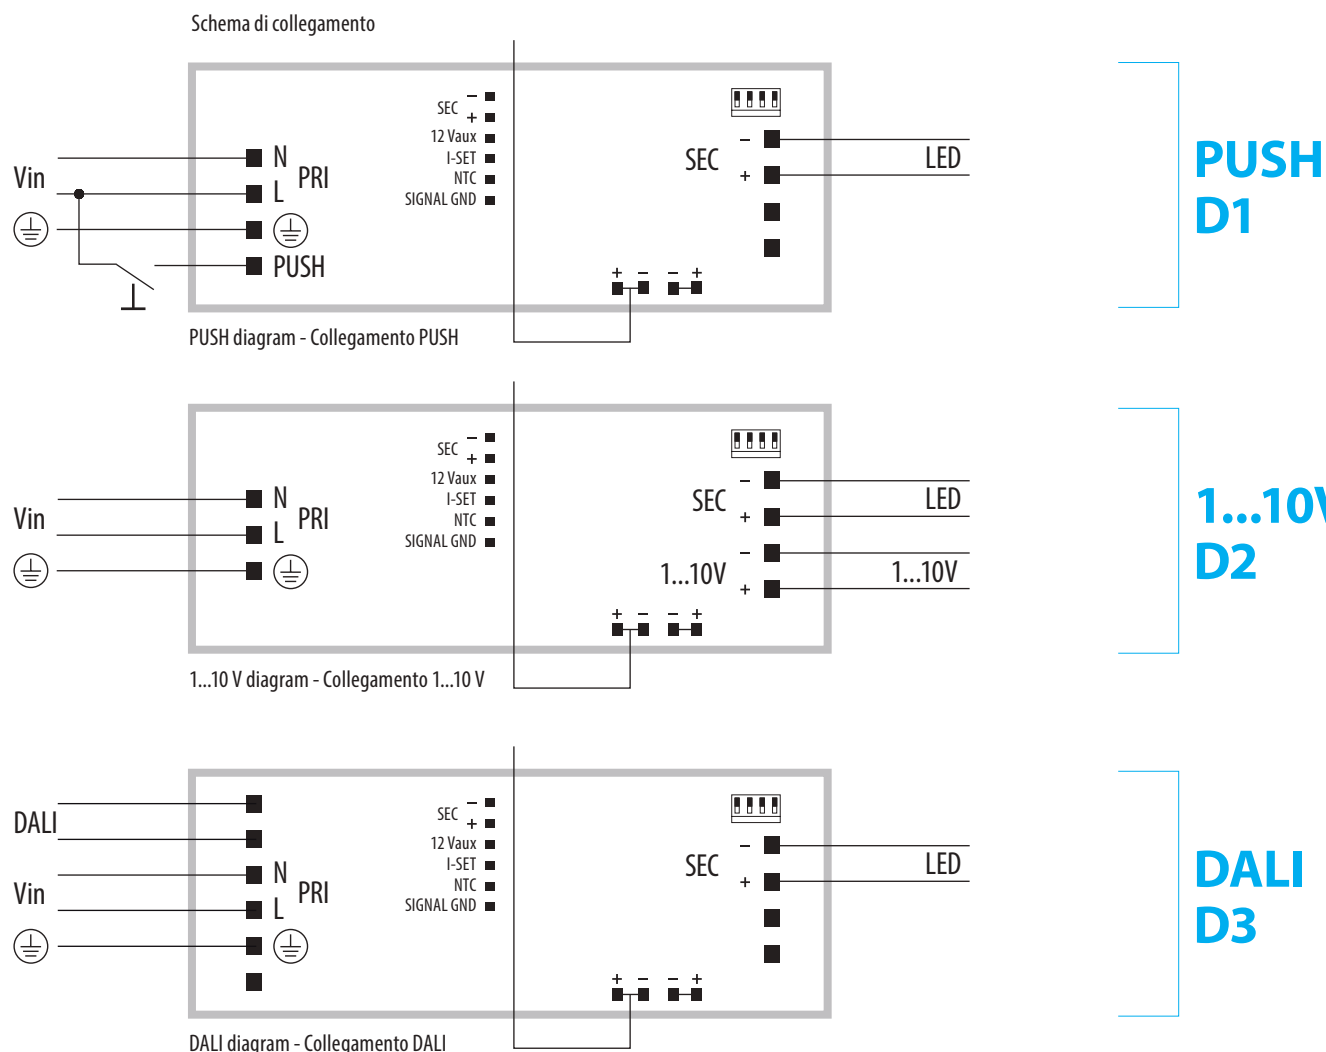 Schema di collegamento
SEC − +
12 Vaux
I-SET
NTC
SIGNAL GND
Vin
N
L
PRI
PUSH
SEC − +
LED
+ − − +
PUSH diagram - Collegamento PUSH
PUSH
D1
SEC − +
12 Vaux
I-SET
NTC
SIGNAL GND
Vin
N
L
PRI
SEC − +
LED
1...10V − +
1...10V
+ − − +
1...10 V diagram - Collegamento 1...10 V
1...10V
D2
DALI
SEC − +
12 Vaux
I-SET
NTC
SIGNAL GND
Vin
N
L
PRI
SEC − +
LED
+ − − +
DALI diagram - Collegamento DALI
DALI
D3